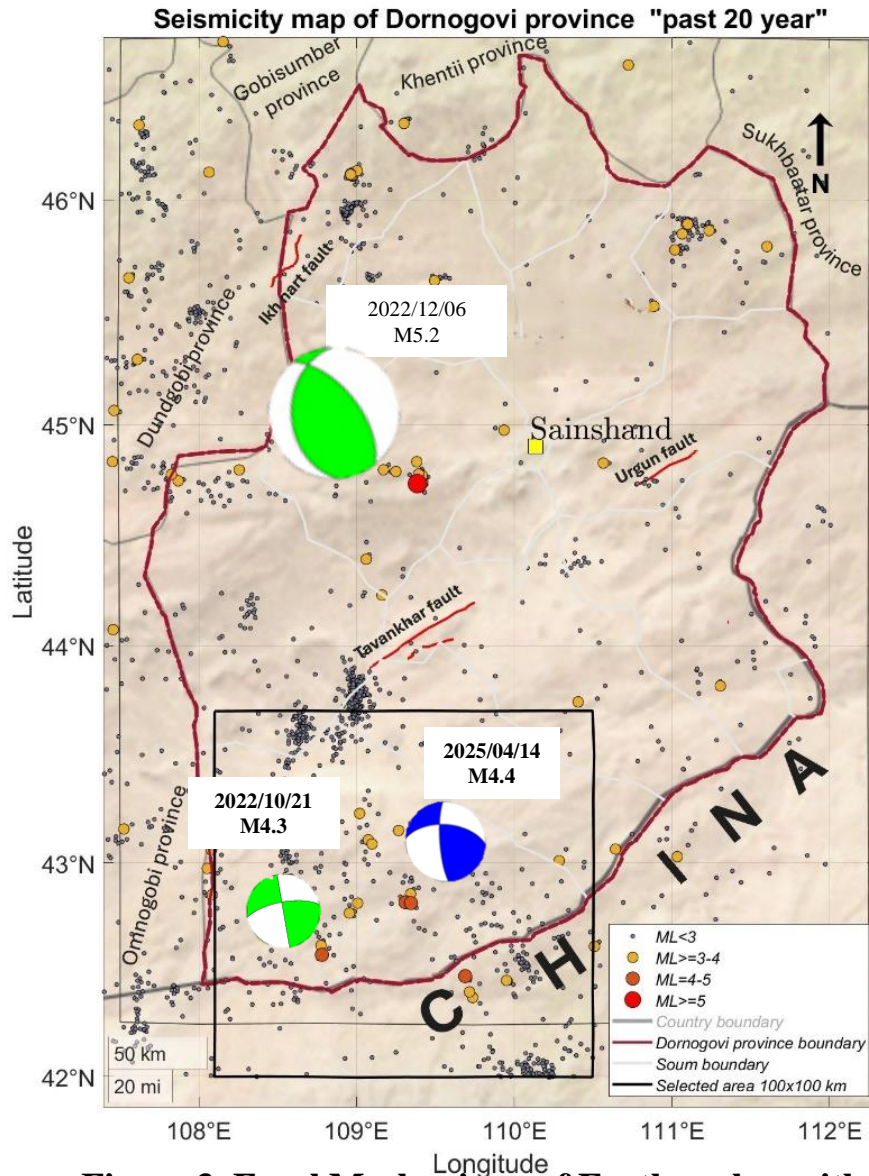 Seismicity map of Dornogovi province "past 20 year"
Gobisumber
province
Khentii province
Sukhbaatar province
N
46°N
Ikh nart fault
2022/12/06
M5.2
Dundgobi province
45°N
Sainshand
Urgun fault
Latitude
Tavankhar fault
44°N
2025/04/14
M4.4
2022/10/21
M4.3
Omnogobi province
43°N
CHINA
ML<3
ML>=3-4
ML=4-5
ML>=5
Country boundary
Dornogovi province boundary
Soum boundary
Selected area 100x100 km
50 km
20 mi
42°N
108°E
109°E
110°E
111°E
112°E
Longitude